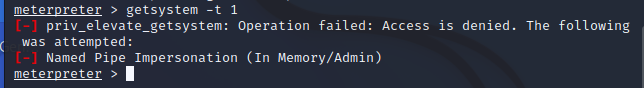 meterpreter > getsystem -t 1
[-] priv_elevate_getsystem: Operation failed: Access is denied. The following
was attempted:
[-] Named Pipe Impersonation (In Memory/Admin)
meterpreter >